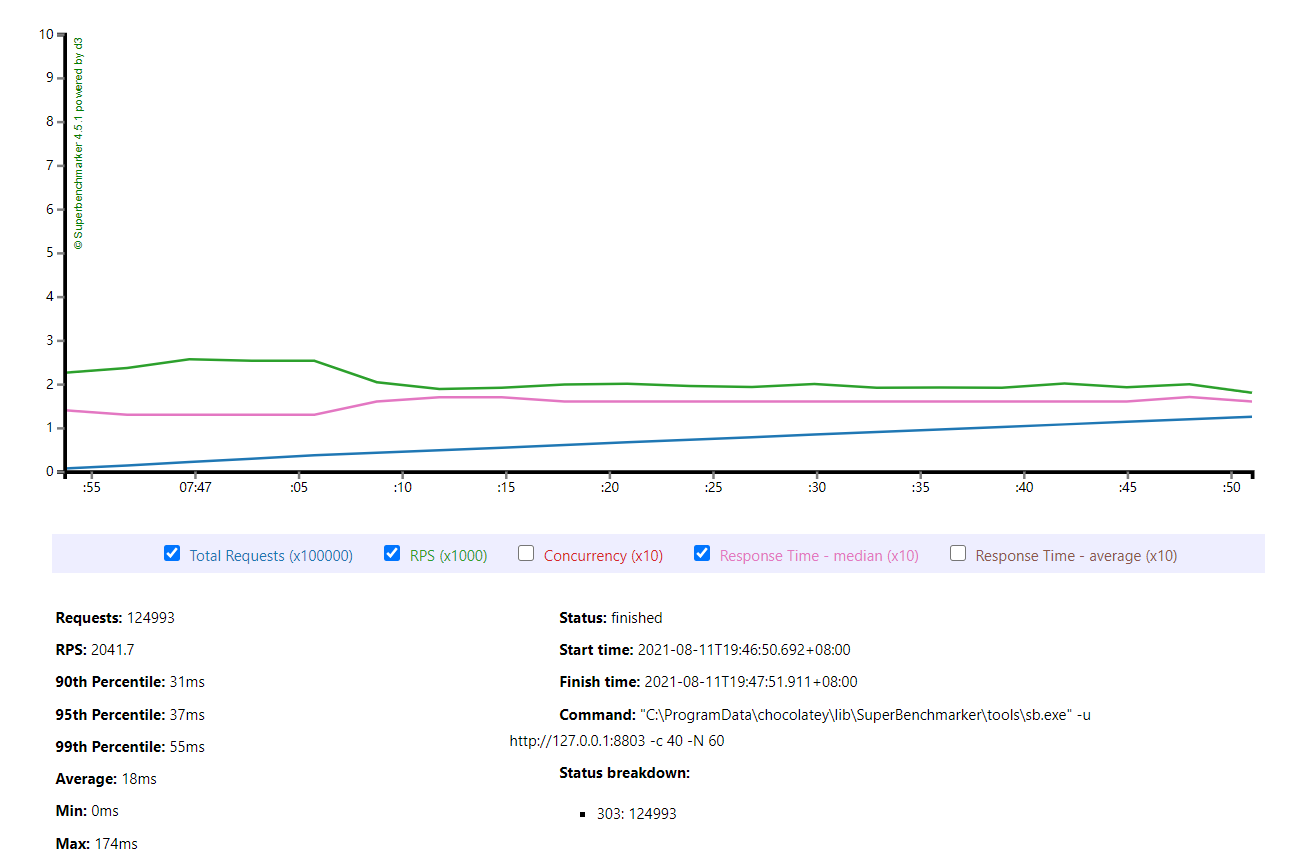 10
9
8
7
6
5
4
3
2
1
0
© Superbenchmarker 4.5.1 powered by d3
:55 07:47 :05 :10 :15 :20 :25 :30 :35 :40 :45 :50
Total Requests (x100000) RPS (x1000) Concurrency (x10) Response Time - median (x10) Response Time - average (x10)
Requests: 124993
RPS: 2041.7
90th Percentile: 31ms
95th Percentile: 37ms
99th Percentile: 55ms
Average: 18ms
Min: 0ms
Max: 174ms
Status: finished
Start time: 2021-08-11T19:46:50.692+08:00
Finish time: 2021-08-11T19:47:51.911+08:00
Command: "C:\ProgramData\chocolatey\lib\SuperBenchmarker\tools\sb.exe" -u
http://127.0.0.1:8803 -c 40 -N 60
Status breakdown:
303: 124993